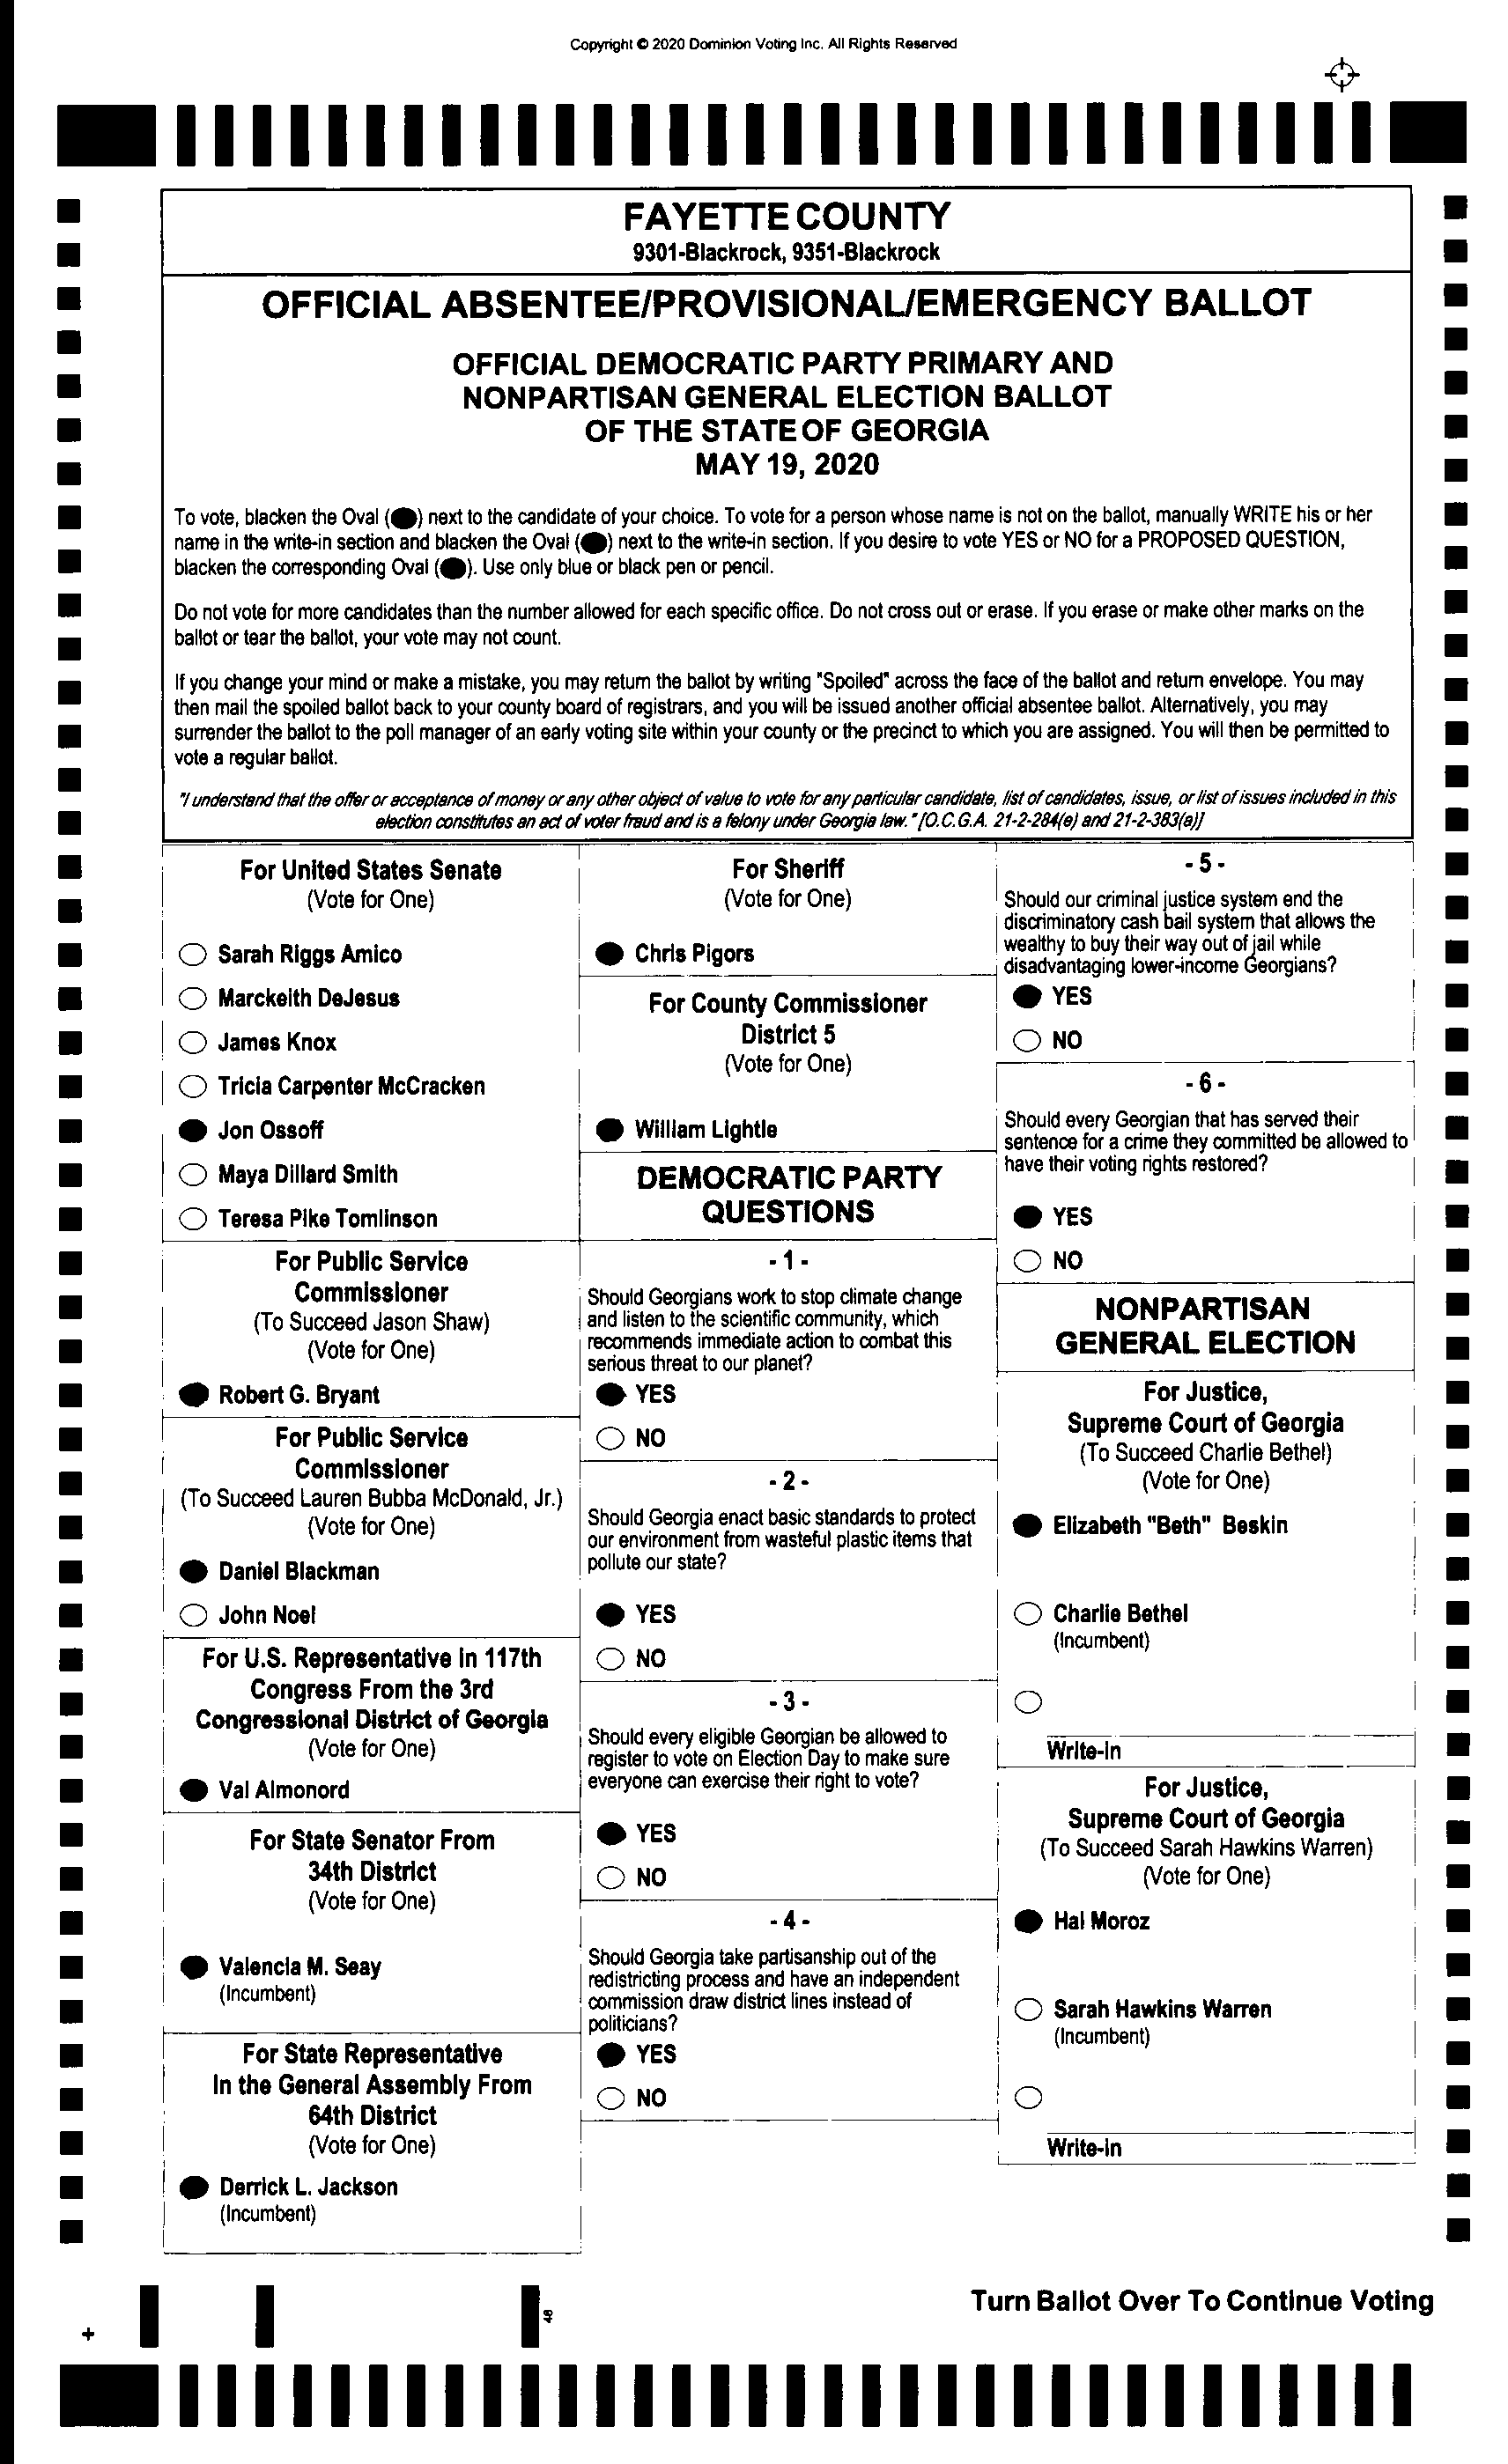 Copyright © 2020 Dominion Voting Inc. All Rights Reserved
FAYETTE COUNTY
9301-Blackrock, 9351-Blackrock
OFFICIAL ABSENTEE/PROVISIONAL/EMERGENCY BALLOT
OFFICIAL DEMOCRATIC PARTY PRIMARY AND
NONPARTISAN GENERAL ELECTION BALLOT
OF THE STATE OF GEORGIA
MAY 19, 2020
To vote, blacken the Oval ( ) next to the candidate of your choice. To vote for a person whose name is not on the ballot, manually WRITE his or her
name in the write-in section and blacken the Oval ( ) next to the write-in section. If you desire to vote YES or NO for a PROPOSED QUESTION,
blacken the corresponding Oval ( ). Use only blue or black pen or pencil.
Do not vote for more candidates than the number allowed for each specific office. Do not cross out or erase. If you erase or make other marks on the
ballot or tear the ballot, your vote may not count.
If you change your mind or make a mistake, you may return the ballot by writing "Spoiled" across the face of the ballot and return envelope. You may
then mail the spoiled ballot back to your county board of registrars, and you will be issued another official absentee ballot. Alternatively, you may
surrender the ballot to the poll manager of an early voting site within your county or the precinct to which you are assigned. You will then be permitted to
vote a regular ballot.
"I understand that the offer or acceptance of money or any other object of value to vote for any particular candidate, list of candidates, issue, or list of issues included in this
election constitutes an act of voter fraud and is a felony under Georgia law." [O.C.G.A. 21-2-284(e) and 21-2-383(a)]
For United States Senate
(Vote for One)
Sarah Riggs Amico
Marckeith DeJesus
James Knox
Tricia Carpenter McCracken
Jon Ossoff
Maya Dillard Smith
Teresa Pike Tomlinson
For Public Service
Commissioner
(To Succeed Jason Shaw)
(Vote for One)
Robert G. Bryant
For Public Service
Commissioner
(To Succeed Lauren Bubba McDonald, Jr.)
(Vote for One)
Daniel Blackman
John Noel
For U.S. Representative in 117th
Congress From the 3rd
Congressional District of Georgia
(Vote for One)
Val Almonord
For State Senator From
34th District
(Vote for One)
Valencia M. Seay
(Incumbent)
For State Representative
In the General Assembly From
64th District
(Vote for One)
Derrick L. Jackson
(Incumbent)
For Sheriff
(Vote for One)
Chris Pigors
For County Commissioner
District 5
(Vote for One)
William Lightle
DEMOCRATIC PARTY
QUESTIONS
- 1 -
Should Georgians work to stop climate change
and listen to the scientific community, which
recommends immediate action to combat this
serious threat to our planet?
YES
NO
- 2 -
Should Georgia enact basic standards to protect
our environment from wasteful plastic items that
pollute our state?
YES
NO
- 3 -
Should every eligible Georgian be allowed to
register to vote on Election Day to make sure
everyone can exercise their right to vote?
YES
NO
- 4 -
Should Georgia take partisanship out of the
redistricting process and have an independent
commission draw district lines instead of
politicians?
YES
NO
- 5 -
Should our criminal justice system end the
discriminatory cash bail system that allows the
wealthy to buy their way out of jail while
disadvantaging lower-income Georgians?
YES
NO
- 6 -
Should every Georgian that has served their
sentence for a crime they committed be allowed to
have their voting rights restored?
YES
NO
NONPARTISAN
GENERAL ELECTION
For Justice,
Supreme Court of Georgia
(To Succeed Charlie Bethel)
(Vote for One)
Elizabeth "Beth" Beskin
Charlie Bethel
(Incumbent)
Write-in
For Justice,
Supreme Court of Georgia
(To Succeed Sarah Hawkins Warren)
(Vote for One)
Hal Moroz
Sarah Hawkins Warren
(Incumbent)
Write-in
Turn Ballot Over To Continue Voting
+
48